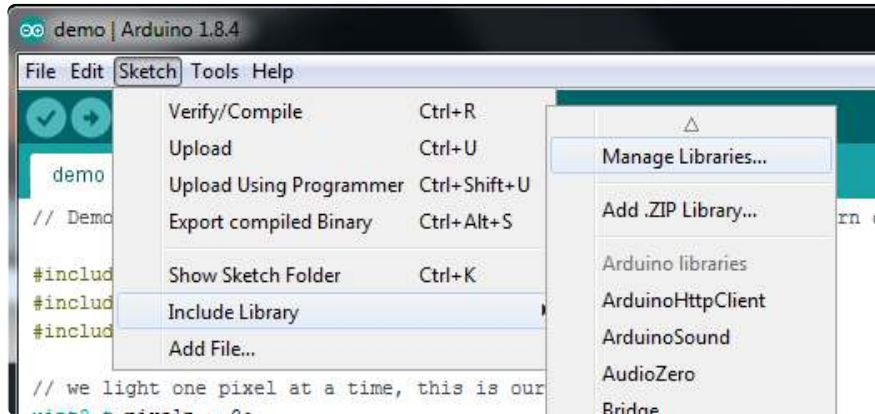 demo | Arduino 1.8.4
File Edit Sketch Tools Help
Verify/Compile Ctrl+R
Upload Ctrl+U
Upload Using Programmer Ctrl+Shift+U
Export compiled Binary Ctrl+Alt+S
Show Sketch Folder Ctrl+K
Include Library
Add File...
Manage Libraries...
Add .ZIP Library...
Arduino libraries
ArduinoHttpClient
ArduinoSound
AudioZero
Bridge
demo
// Demo
#includ
#includ
#includ
// we light one pixel at a time, this is our